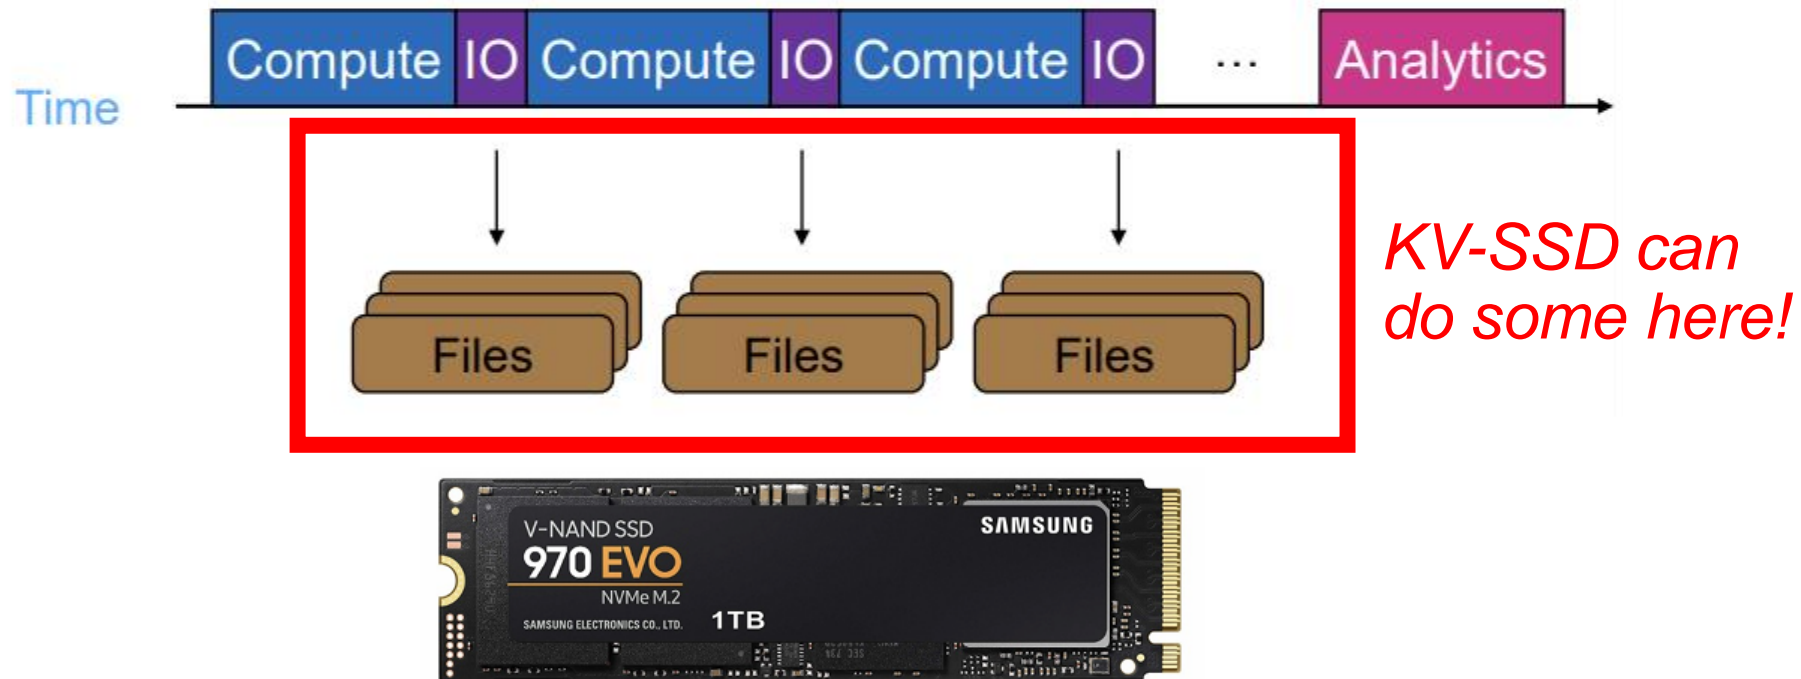 Compute IO Compute IO Compute IO ... Analytics
Time
KV-SSD can
do some here!
Files Files Files
V-NAND SSD
SAMSUNG
970 EVO
NVMe M.2
SAMSUNG ELECTRONICS CO., LTD.
1TB